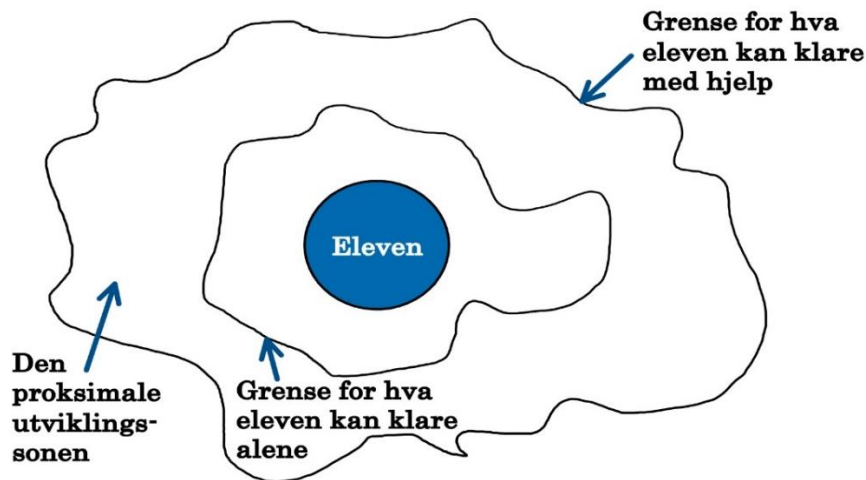 Grense for hva
eleven kan klare
med hjelp
Eleven
Den
proksimale
utviklings-
sonen
Grense for hva
eleven kan klare
alene